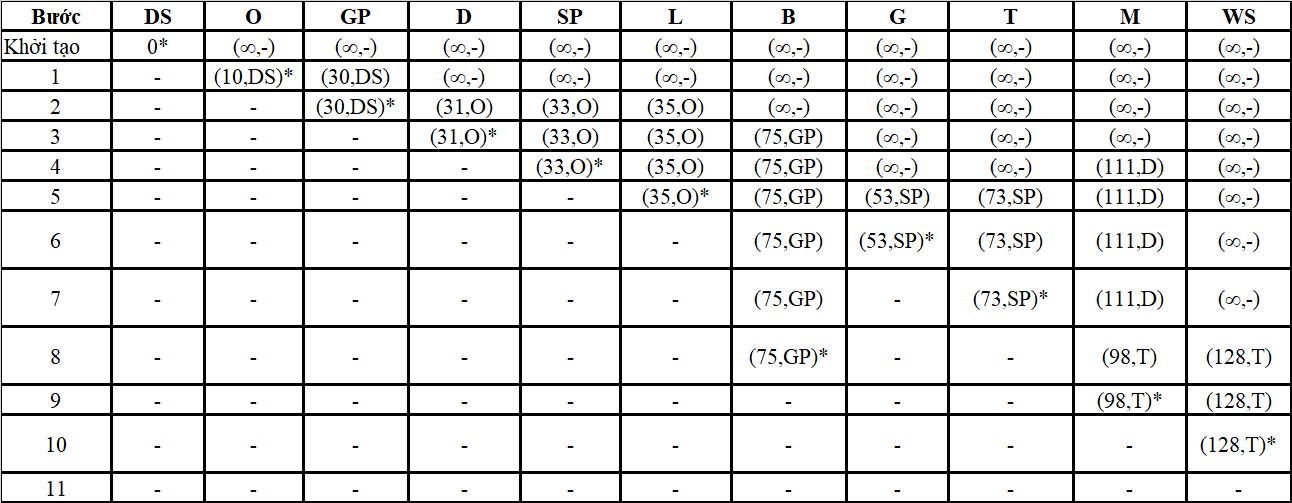 Bước DS O GP D SP L B G T M WS
Khởi tạo 0* (∞,-) (∞,-) (∞,-) (∞,-) (∞,-) (∞,-) (∞,-) (∞,-) (∞,-) (∞,-)
1 - (10,DS)* (30,DS) (∞,-) (∞,-) (∞,-) (∞,-) (∞,-) (∞,-) (∞,-) (∞,-)
2 - - (30,DS)* (31,O) (33,O) (35,O) (∞,-) (∞,-) (∞,-) (∞,-) (∞,-)
3 - - - (31,O)* (33,O) (35,O) (75,GP) (∞,-) (∞,-) (∞,-) (∞,-)
4 - - - - (33,O)* (35,O) (75,GP) (∞,-) (∞,-) (111,D) (∞,-)
5 - - - - - (35,O)* (75,GP) (53,SP) (73,SP) (111,D) (∞,-)
6 - - - - - - (75,GP) (53,SP)* (73,SP) (111,D) (∞,-)
7 - - - - - - (75,GP) - (73,SP)* (111,D) (∞,-)
8 - - - - - - (75,GP)* - - (98,T) (128,T)
9 - - - - - - - - - (98,T)* (128,T)
10 - - - - - - - - - - (128,T)*
11 - - - - - - - - - - -